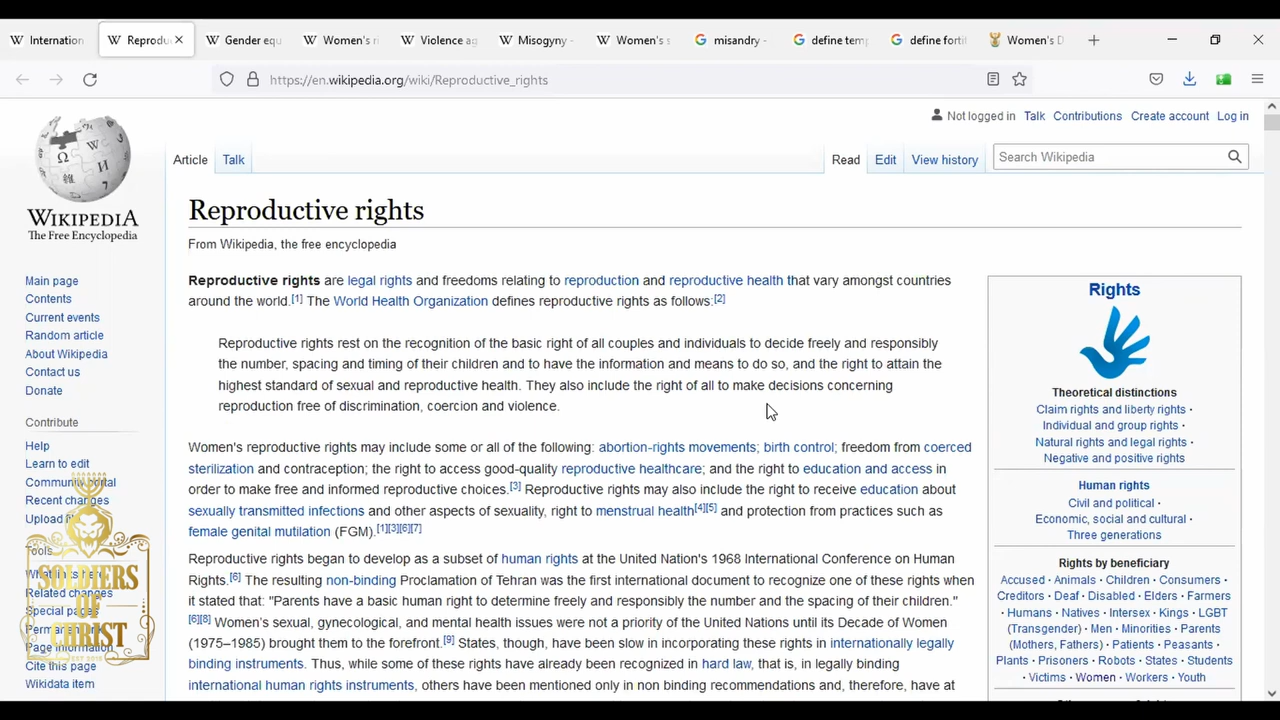 Internation
Reprodu
Gender equ
Women's ri
Violence ag
Misogyny -
Women's s
misandry -
define temp
define fortit
Women's D
https://en.wikipedia.org/wiki/Reproductive_rights
Not logged in Talk Contributions Create account Log in
Article Talk
Read Edit View history
Search Wikipedia
WIKIPEDIA
The Free Encyclopedia
Main page
Contents
Current events
Random article
About Wikipedia
Contact us
Donate
Contribute
Help
Learn to edit
Community portal
Recent changes
Upload fi
Tools
What links here
Related changes
Special pages
Permanen
Page information
Cite this page
Wikidata item
SOLDIERS
OF
CHRIST
Reproductive rights
From Wikipedia, the free encyclopedia
Reproductive rights are legal rights and freedoms relating to reproduction and reproductive health that vary amongst countries
around the world.[1] The World Health Organization defines reproductive rights as follows:[2]
Reproductive rights rest on the recognition of the basic right of all couples and individuals to decide freely and responsibly
the number, spacing and timing of their children and to have the information and means to do so, and the right to attain the
highest standard of sexual and reproductive health. They also include the right of all to make decisions concerning
reproduction free of discrimination, coercion and violence.
Women's reproductive rights may include some or all of the following: abortion-rights movements; birth control; freedom from coerced
sterilization and contraception; the right to access good-quality reproductive healthcare; and the right to education and access in
order to make free and informed reproductive choices.[3] Reproductive rights may also include the right to receive education about
sexually transmitted infections and other aspects of sexuality, right to menstrual health[4][5] and protection from practices such as
female genital mutilation (FGM).[1][3][6][7]
Reproductive rights began to develop as a subset of human rights at the United Nation's 1968 International Conference on Human
Rights.[6] The resulting non-binding Proclamation of Tehran was the first international document to recognize one of these rights when
it stated that: "Parents have a basic human right to determine freely and responsibly the number and the spacing of their children."
[6][8] Women's sexual, gynecological, and mental health issues were not a priority of the United Nations until its Decade of Women
(1975–1985) brought them to the forefront.[9] States, though, have been slow in incorporating these rights in internationally legally
binding instruments. Thus, while some of these rights have already been recognized in hard law, that is, in legally binding
international human rights instruments, others have been mentioned only in non binding recommendations and, therefore, have at
Rights
Theoretical distinctions
Claim rights and liberty rights ·
Individual and group rights ·
Natural rights and legal rights ·
Negative and positive rights
Human rights
Civil and political ·
Economic, social and cultural ·
Three generations
Rights by beneficiary
Accused · Animals · Children · Consumers ·
Creditors · Deaf · Disabled · Elders · Farmers
· Humans · Natives · Intersex · Kings · LGBT
(Transgender) · Men · Minorities · Parents
(Mothers, Fathers) · Patients · Peasants ·
Plants · Prisoners · Robots · States · Students
· Victims · Women · Workers · Youth